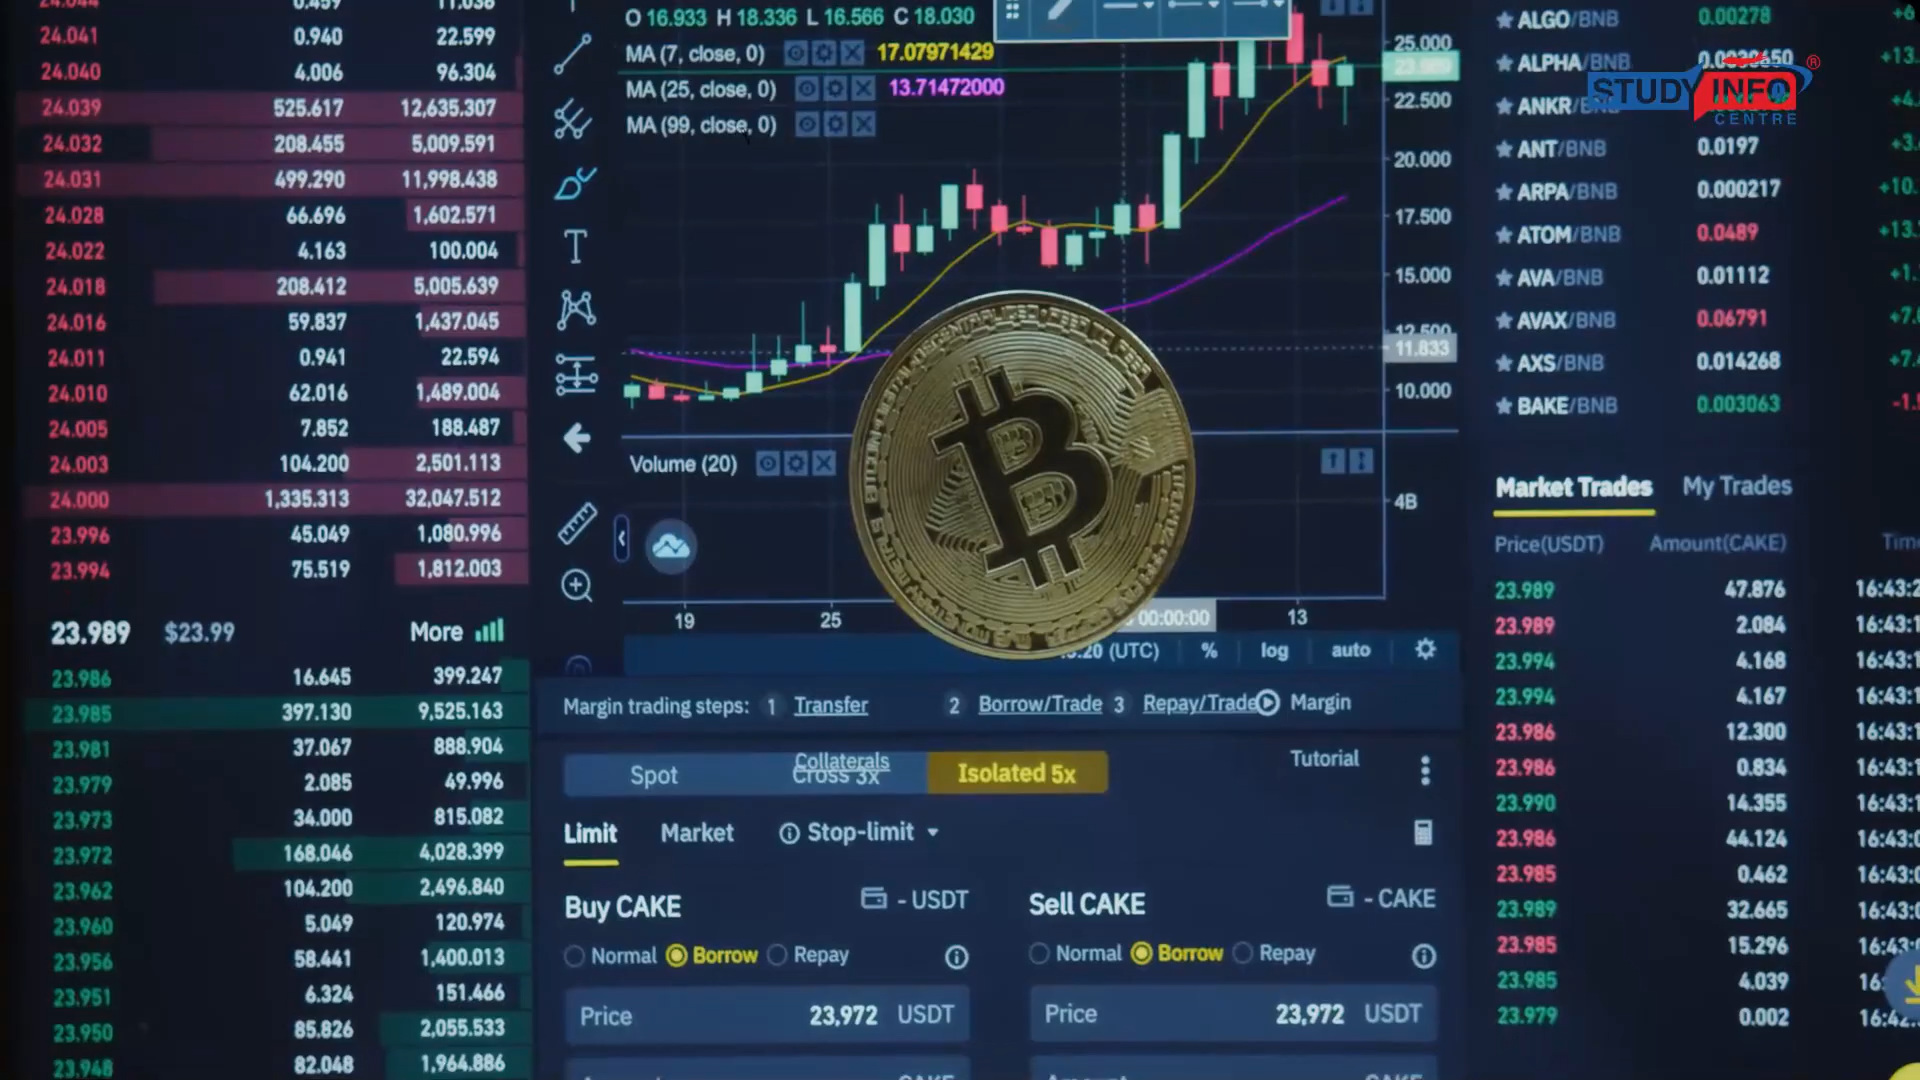 24.044 0.459 11.038
24.041 0.940 22.599
24.040 4.006 96.304
24.039 525.617 12,635.307
24.032 208.455 5,009.591
24.031 499.290 11,998.438
24.028 66.696 1,602.571
24.022 4.163 100.004
24.018 208.412 5,005.639
24.016 59.837 1,437.045
24.011 0.941 22.594
24.010 62.016 1,489.004
24.005 7.852 188.487
24.003 104.200 2,501.113
24.000 1,335.313 32,047.512
23.996 45.049 1,080.996
23.994 75.519 1,812.003
23.989 $23.99 More
23.986 16.645 399.247
23.985 397.130 9,525.163
23.981 37.067 888.904
23.979 2.085 49.996
23.973 34.000 815.082
23.972 168.046 4,028.399
23.962 104.200 2,496.840
23.960 5.049 120.974
23.956 58.441 1,400.013
23.951 6.324 151.466
23.950 85.826 2,055.533
23.948 82.048 1,964.886
O 16.933 H 18.336 L 16.566 C 18.030
MA (7, close, 0) 17.07971429
MA (25, close, 0) 13.71472000
MA (99, close, 0)
25.000
23.989
22.500
20.000
17.500
15.000
12.500
11.833
10.000
Volume (20)
4B
19 25 00:00:00 13
(UTC) % log auto
Margin trading steps: 1 Transfer 2 Borrow/Trade 3 Repay/Trade Margin
Collaterals Tutorial
Spot Cross 3x Isolated 5x
Limit Market Stop-limit
Buy CAKE - USDT
Normal Borrow Repay
Price 23,972 USDT
Sell CAKE - CAKE
Normal Borrow Repay
Price 23,972 USDT
ALGO/BNB 0.00278
ALPHA/BNB
ANKR/BNB
ANT/BNB 0.0197
ARPA/BNB 0.000217
ATOM/BNB 0.0489
AVA/BNB 0.01112
AVAX/BNB 0.06791
AXS/BNB 0.014268
BAKE/BNB 0.003063
STUDY INFO ®
CENTRE
Market Trades My Trades
Price(USDT) Amount(CAKE)
23.989 47.876
23.989 2.084
23.994 4.168
23.994 4.167
23.986 12.300
23.986 0.834
23.990 14.355
23.986 44.124
23.985 0.462
23.989 32.665
23.985 15.296
23.985 4.039
23.979 0.002